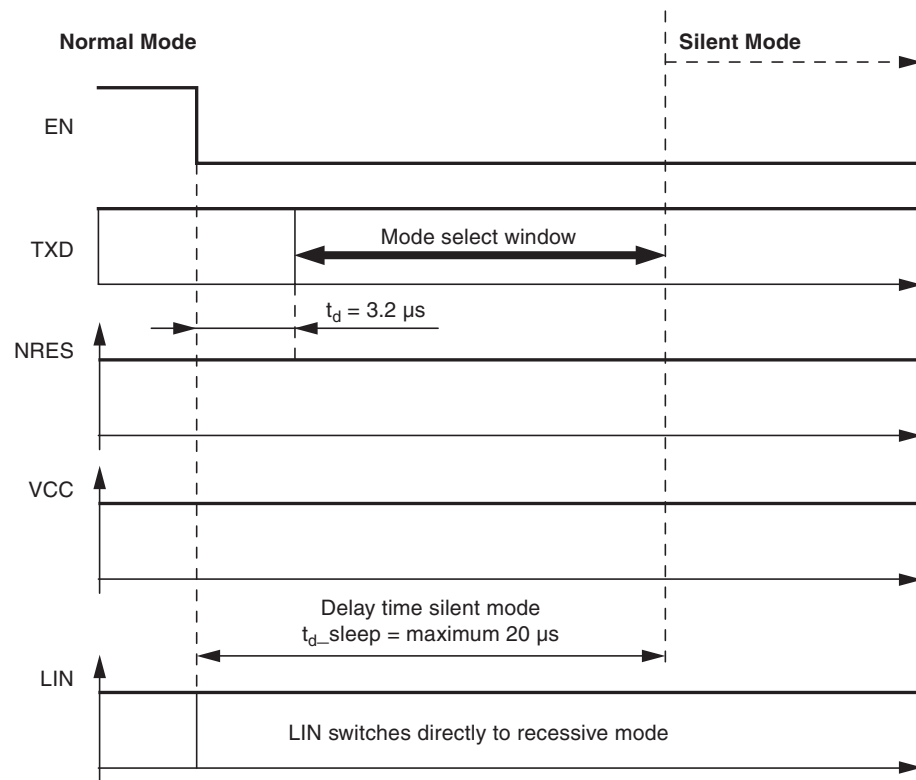 Normal Mode
Silent Mode
EN
TXD
Mode select window
t_d = 3.2 µs
NRES
VCC
Delay time silent mode
t_d_sleep = maximum 20 µs
LIN
LIN switches directly to recessive mode